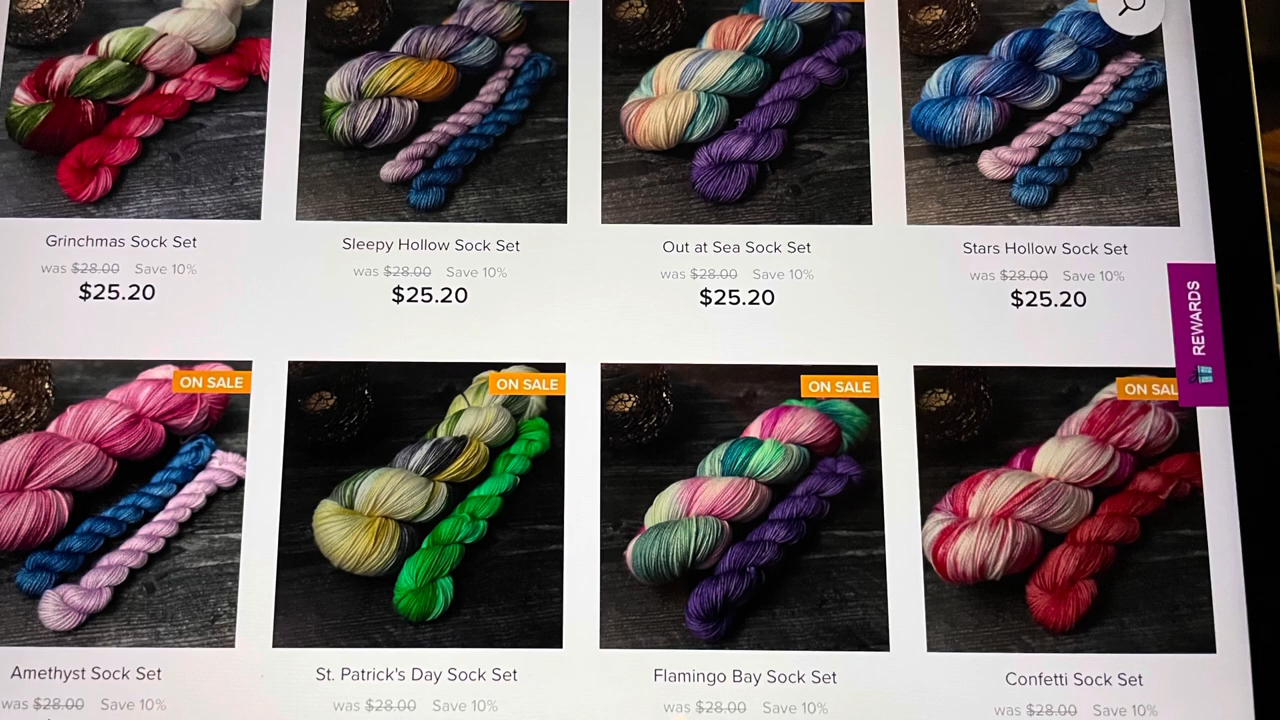 Grinchmas Sock Set
was $28.00 Save 10%
$25.20
Sleepy Hollow Sock Set
was $28.00 Save 10%
$25.20
Out at Sea Sock Set
was $28.00 Save 10%
$25.20
Stars Hollow Sock Set
was $28.00 Save 10%
$25.20
REWARDS
Amethyst Sock Set
was $28.00 Save 10%
ON SALE
ON SALE
St. Patrick's Day Sock Set
was $28.00 Save 10%
ON SALE
Flamingo Bay Sock Set
was $28.00 Save 10%
ON SAL
Confetti Sock Set
was $28.00 Save 10%